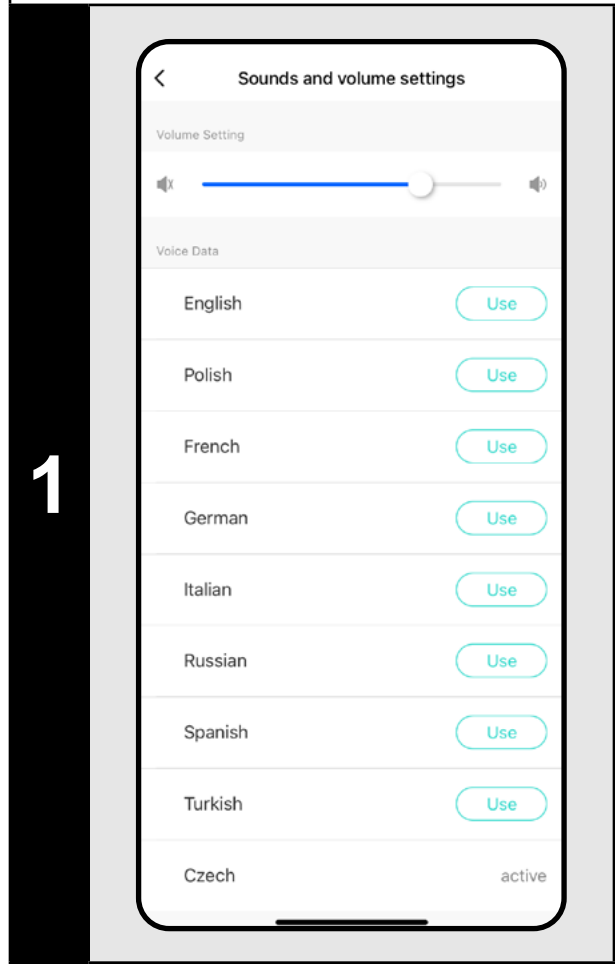 1
Sounds and volume settings
Volume Setting
Voice Data
English Use
Polish Use
French Use
German Use
Italian Use
Russian Use
Spanish Use
Turkish Use
Czech active